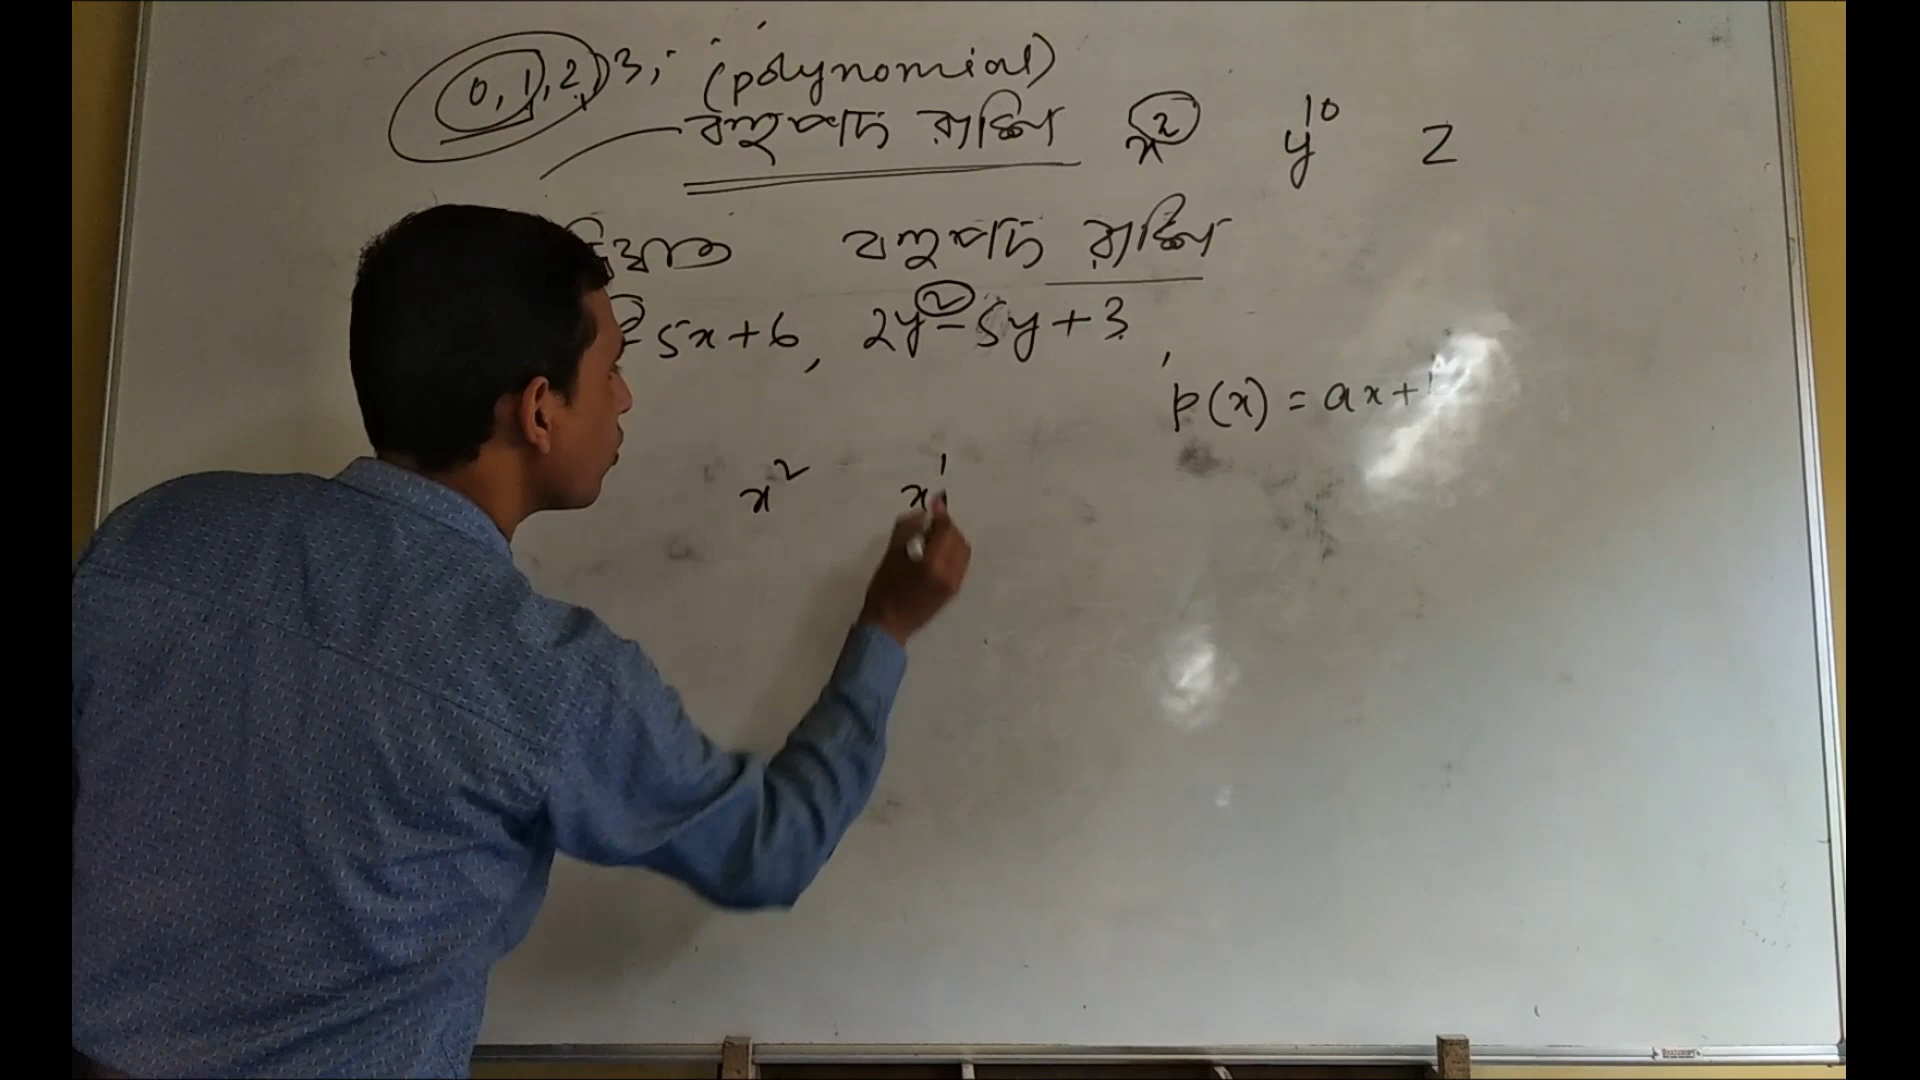 0, 1, 2, 3, (polynomial)
বহুপদ ৰাশি x² y¹⁰ z
দ্বিঘাত বহুপদ ৰাশি
5x+6, 2y²-5y+3,
p(x) = ax+
x² x¹